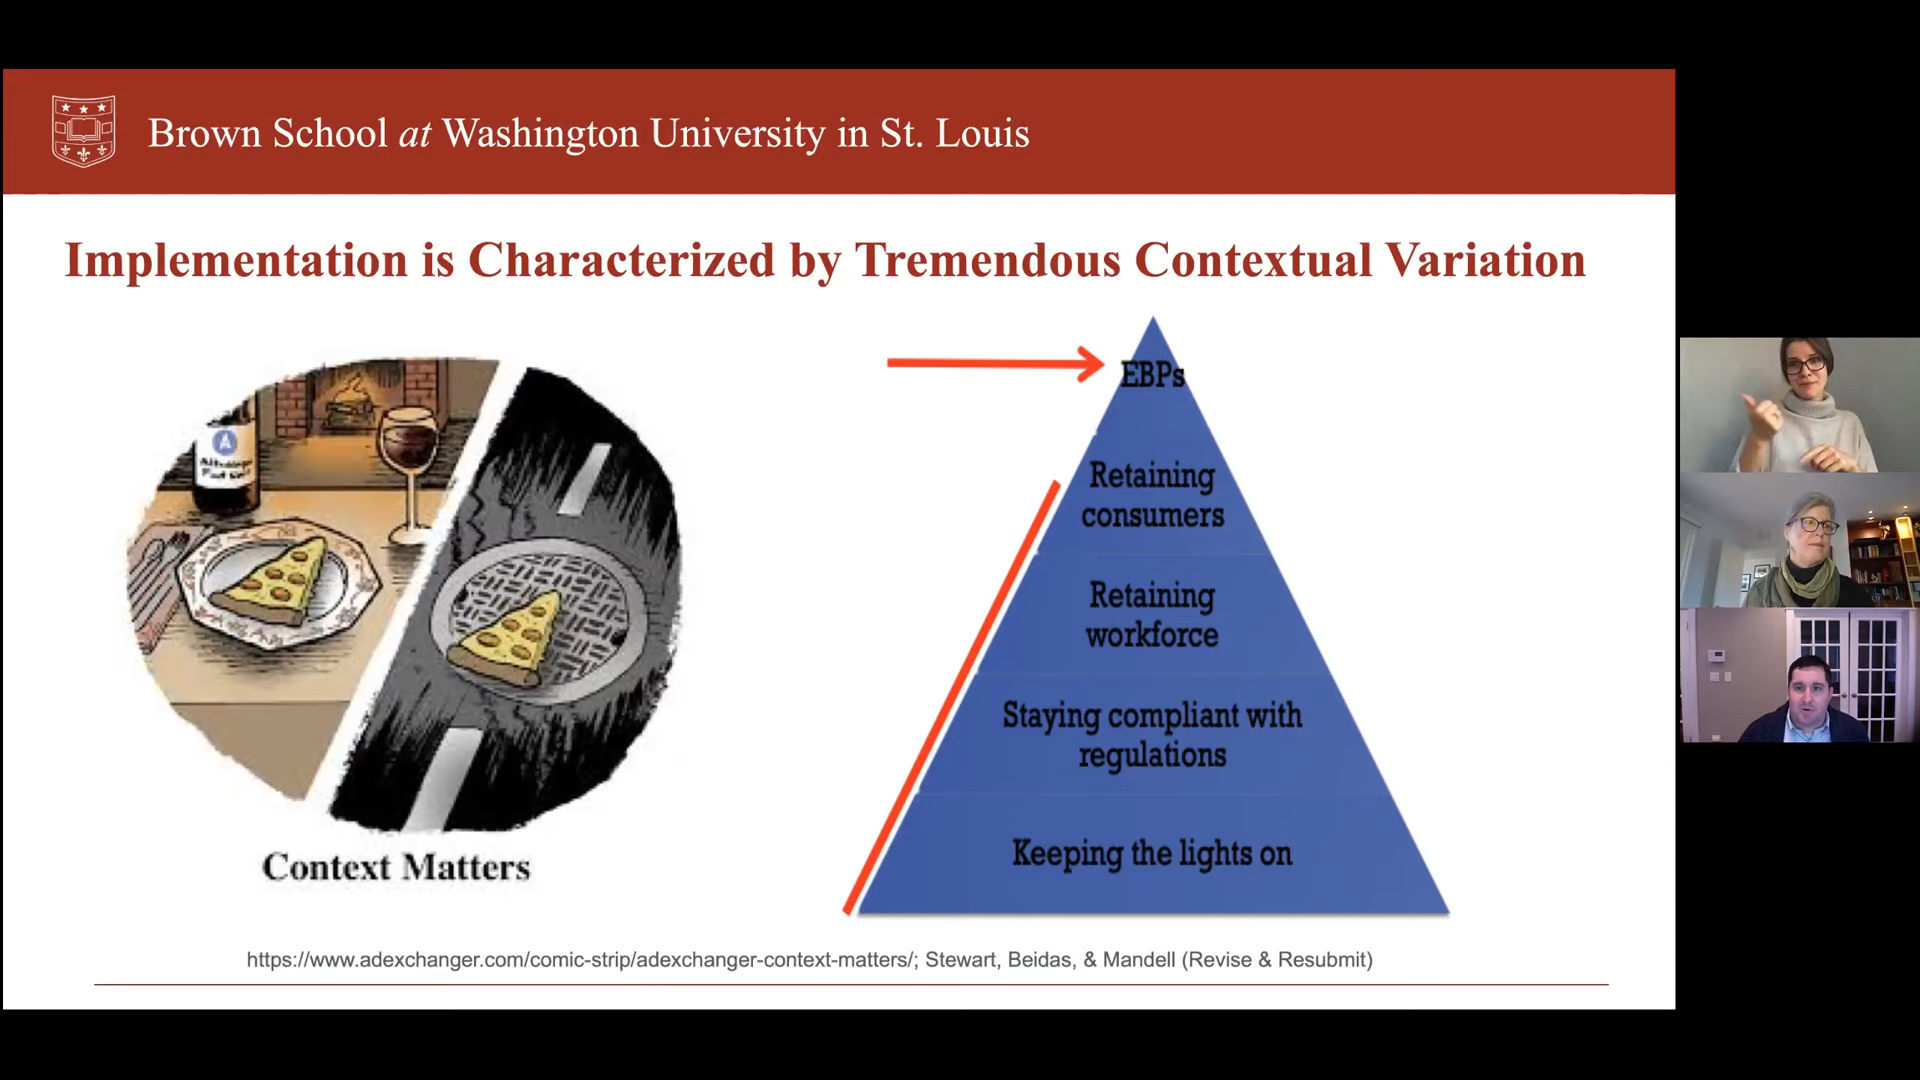 Brown School at Washington University in St. Louis
Implementation is Characterized by Tremendous Contextual Variation
A
Context Matters
EBPs
Retaining
consumers
Retaining
workforce
Staying compliant with
regulations
Keeping the lights on
https://www.adexchanger.com/comic-strip/adexchanger-context-matters/; Stewart, Beidas, & Mandell (Revise & Resubmit)